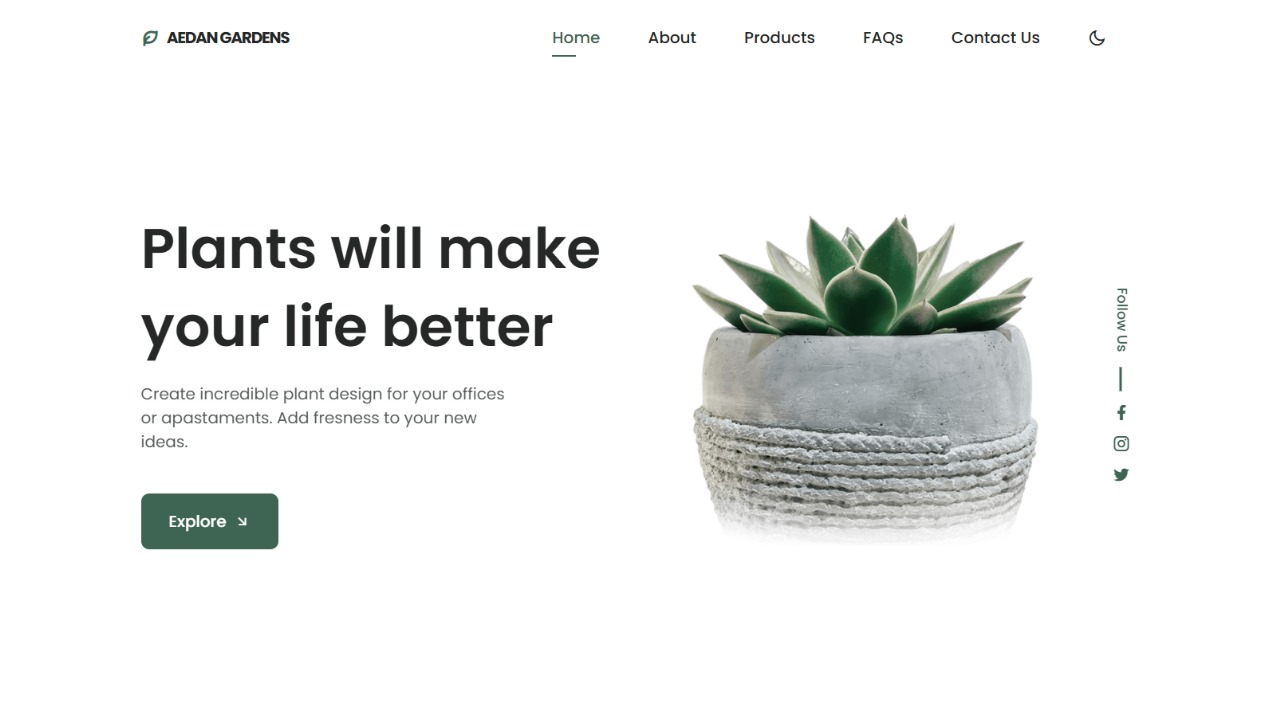 AEDAN GARDENS
Home
About
Products
FAQs
Contact Us
Plants will make
your life better
Create incredible plant design for your offices
or apastaments. Add fresness to your new
ideas.
Explore
Follow Us